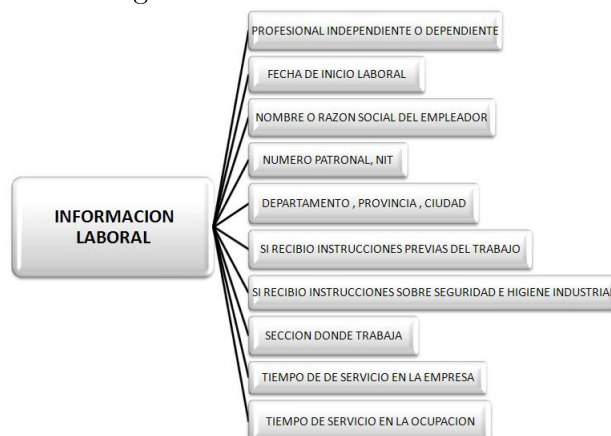 PROFESIONAL INDEPENDIENTE O DEPENDIENTE
FECHA DE INICIO LABORAL
NOMBRE O RAZON SOCIAL DEL EMPLEADOR
NUMERO PATRONAL, NIT
DEPARTAMENTO , PROVINCIA , CIUDAD
INFORMACION
LABORAL
SI RECIBIO INSTRUCCIONES PREVIAS DEL TRABAJO
SI RECIBIO INSTRUCCIONES SOBRE SEGURIDAD E HIGIENE INDUSTRIAL
SECCION DONDE TRABAJA
TIEMPO DE DE SERVICIO EN LA EMPRESA
TIEMPO DE SERVICIO EN LA OCUPACION